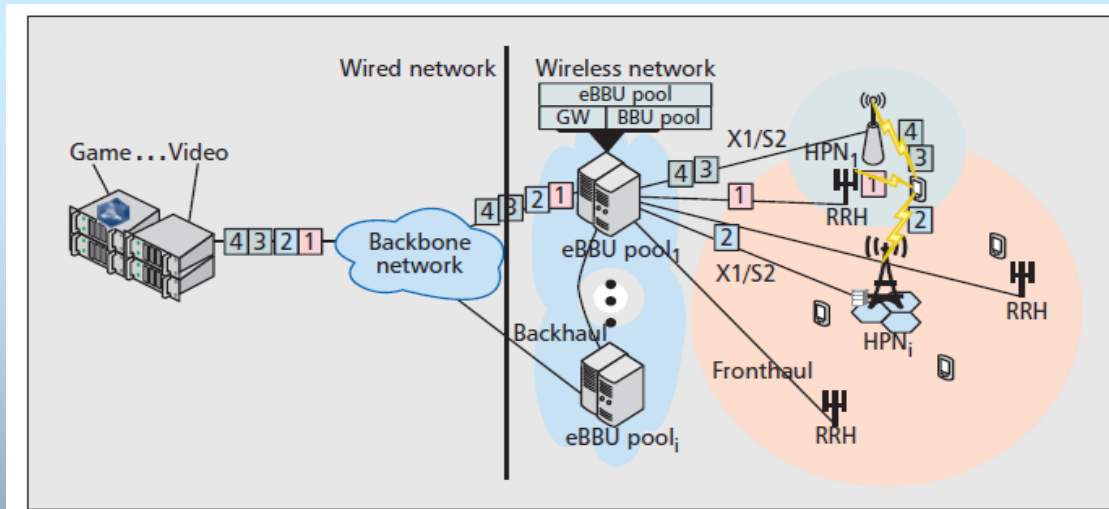 Wired network
Wireless network
eBBU pool
GW
BBU pool
Game...Video
4 3 2 1
Backbone
network
4 3 2 1
eBBU pool1
4 3
X1/S2
1
2
X1/S2
HPN1
4
3
1
RRH
2
HPNi
RRH
Backhaul
Fronthaul
RRH
eBBU pooli